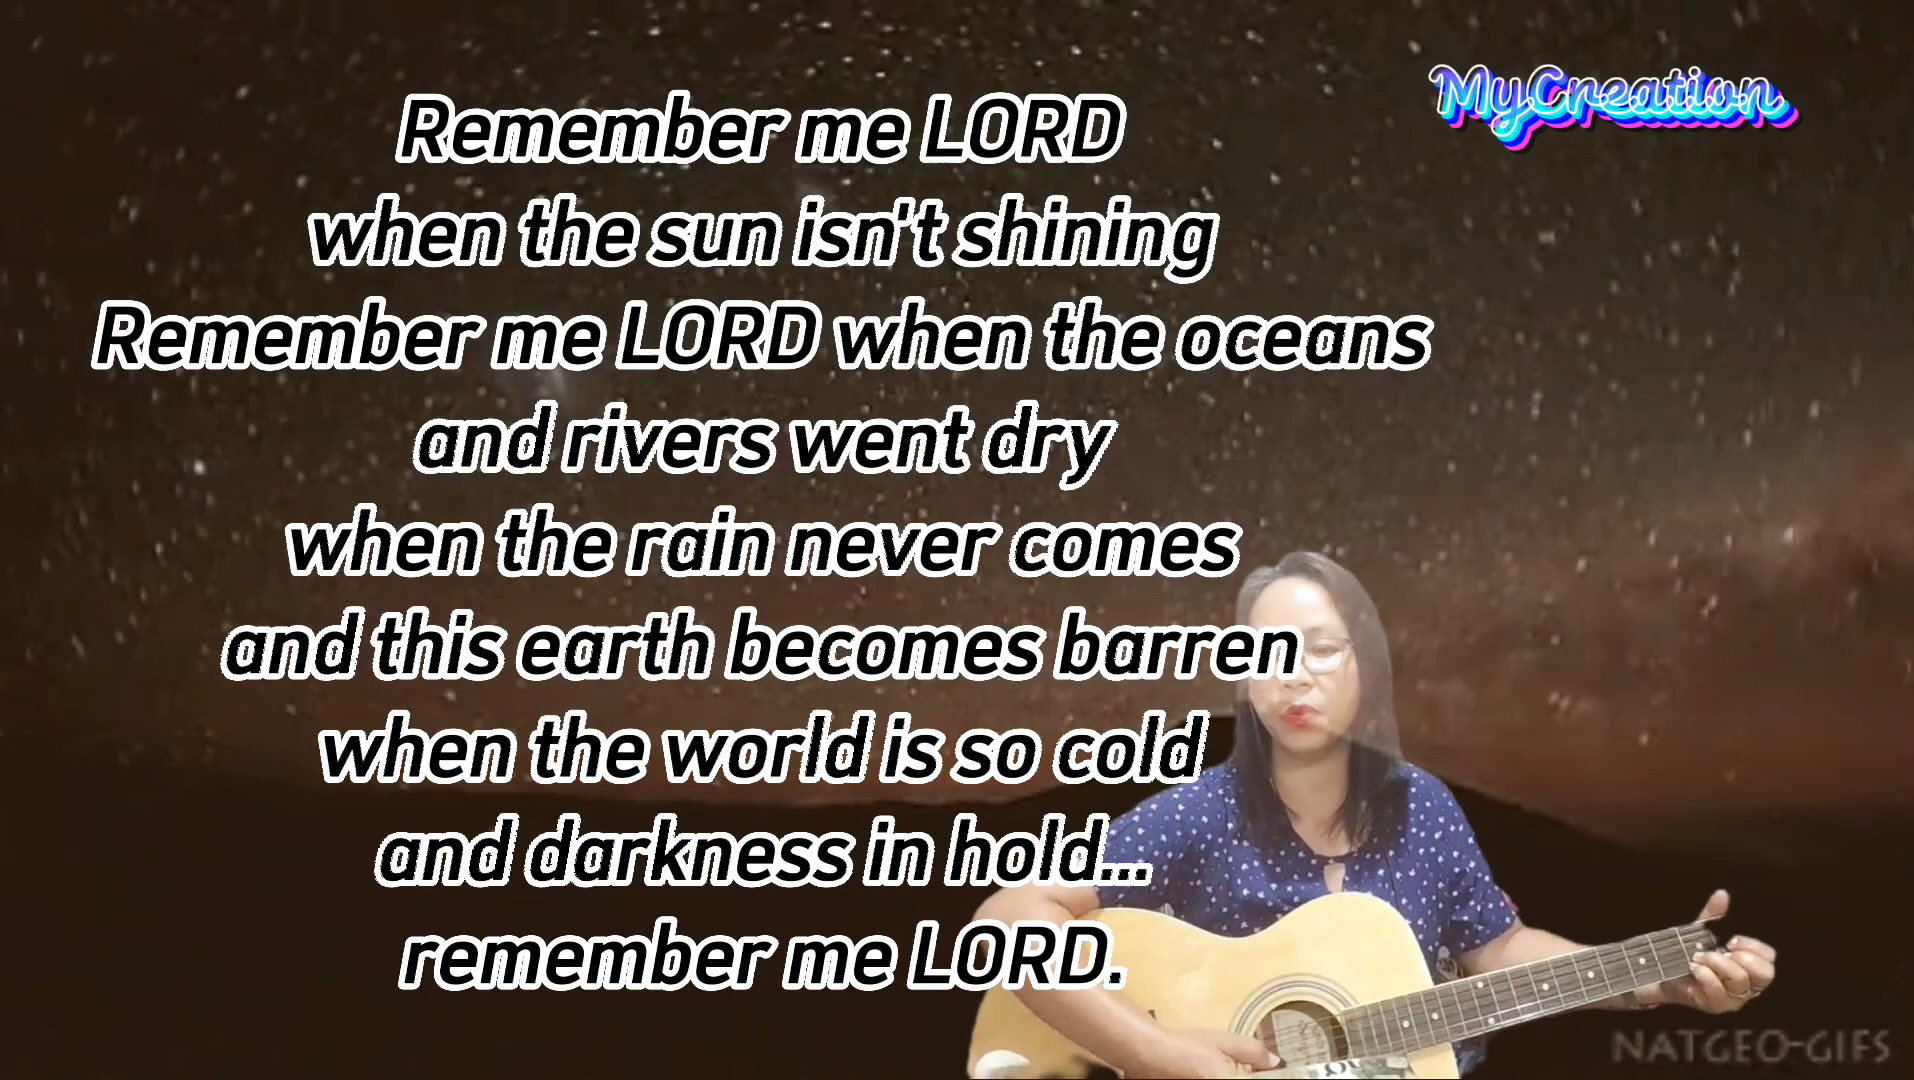 MyCreation
Remember me LORD
when the sun isn't shining
Remember me LORD when the oceans
and rivers went dry
when the rain never comes
and this earth becomes barren
when the world is so cold
and darkness in hold...
remember me LORD.
NATGEO-GIFS